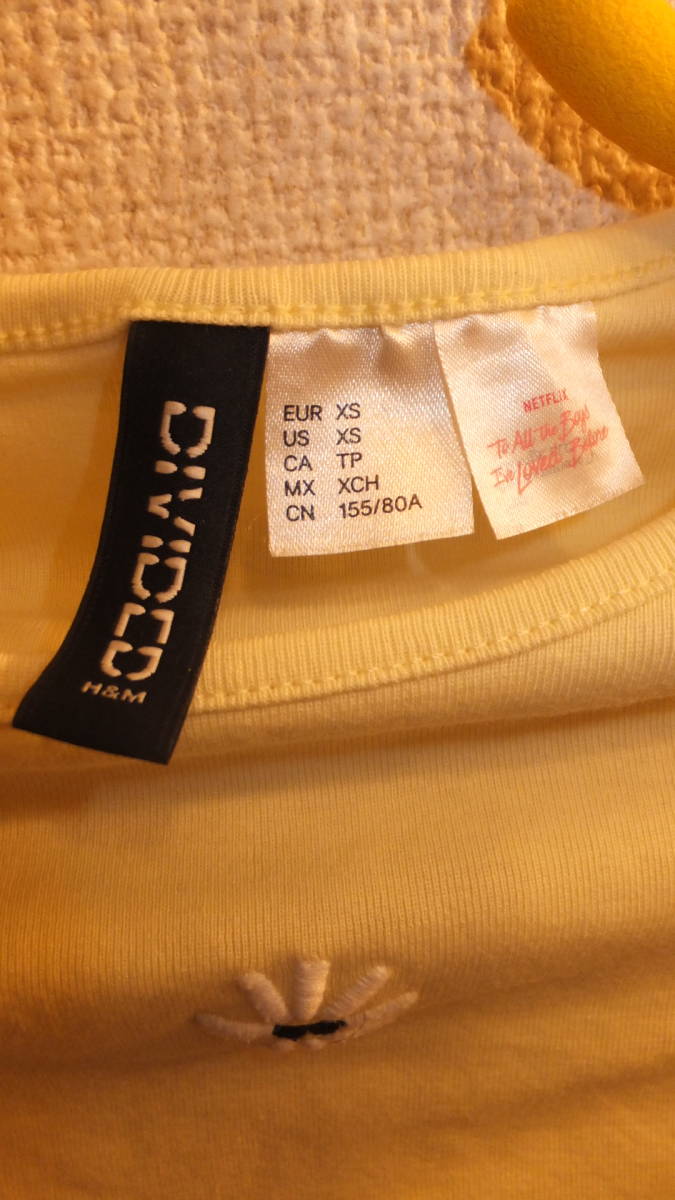 DIVIDED
H&M
EUR XS
US XS
CA TP
MX XCH
CN 155/80A
NETFLIX
To All the Boys
I've Loved Before